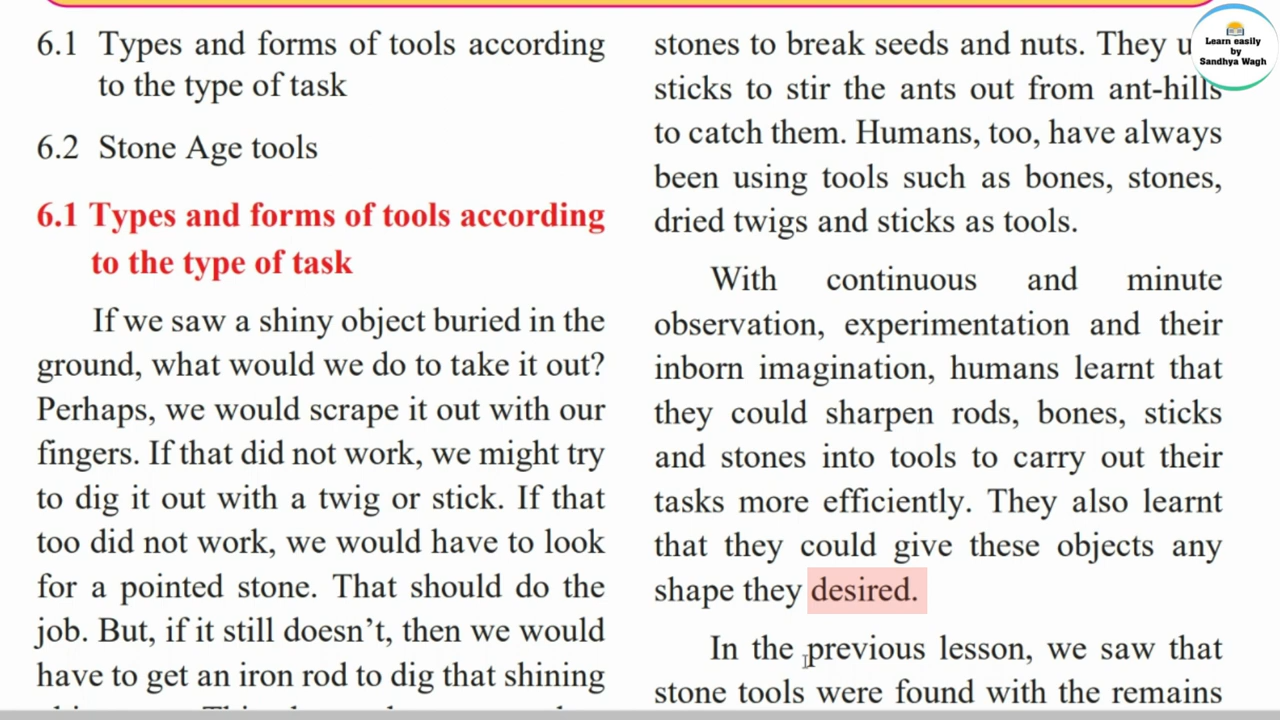 6.1 Types and forms of tools according
to the type of task
6.2 Stone Age tools
6.1 Types and forms of tools according
to the type of task
If we saw a shiny object buried in the
ground, what would we do to take it out?
Perhaps, we would scrape it out with our
fingers. If that did not work, we might try
to dig it out with a twig or stick. If that
too did not work, we would have to look
for a pointed stone. That should do the
job. But, if it still doesn't, then we would
have to get an iron rod to dig that shining
stones to break seeds and nuts. They
sticks to stir the ants out from ant-hills
to catch them. Humans, too, have always
been using tools such as bones, stones,
dried twigs and sticks as tools.
With continuous and minute
observation, experimentation and their
inborn imagination, humans learnt that
they could sharpen rods, bones, sticks
and stones into tools to carry out their
tasks more efficiently. They also learnt
that they could give these objects any
shape they desired.
In the previous lesson, we saw that
stone tools were found with the remains
Learn easily
by
Sandhya Wagh